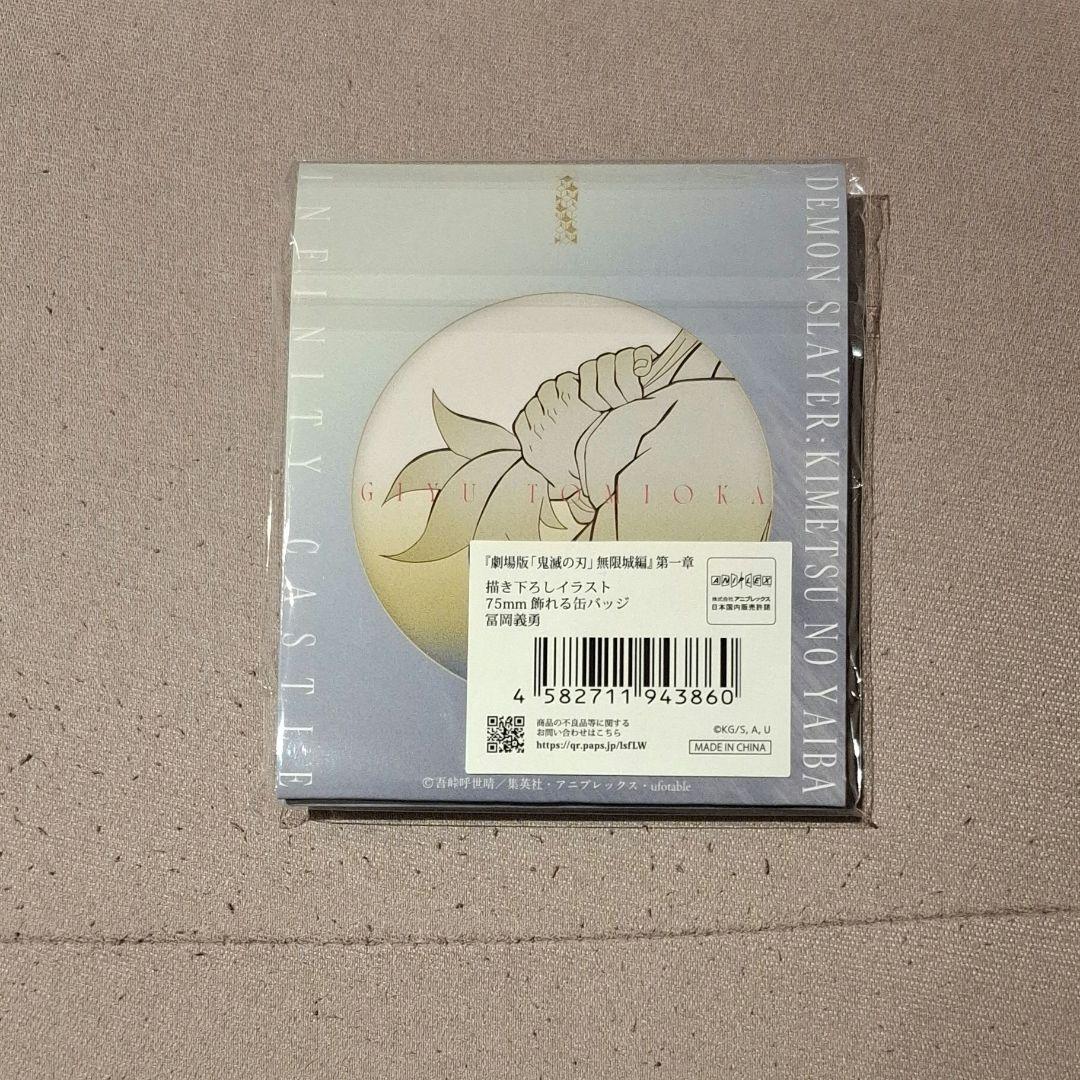 INFINITY CASTLE
DEMON SLAYER: KIMETSU NO YAIBA
GIYU TOMIOKA
『劇場版「鬼滅の刃」無限城編』第一章
描き下ろしイラスト
75mm 飾れる缶バッジ
冨岡義勇
ANIPLEX
株式会社アニプレックス
日本国内販売許諾
4 582711 943860
商品の不良品等に関する
お問い合わせはこちら
https://qr.paps.jp/lsfLW
©KG/S, A, U
MADE IN CHINA
©吾峠呼世晴／集英社・アニプレックス・ufotable